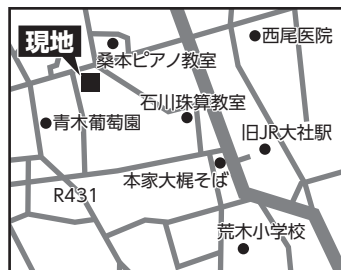 現地
桑本ピアノ教室
西尾医院
石川珠算教室
青木葡萄園
旧JR大社駅
本家大梶そば
R431
荒木小学校